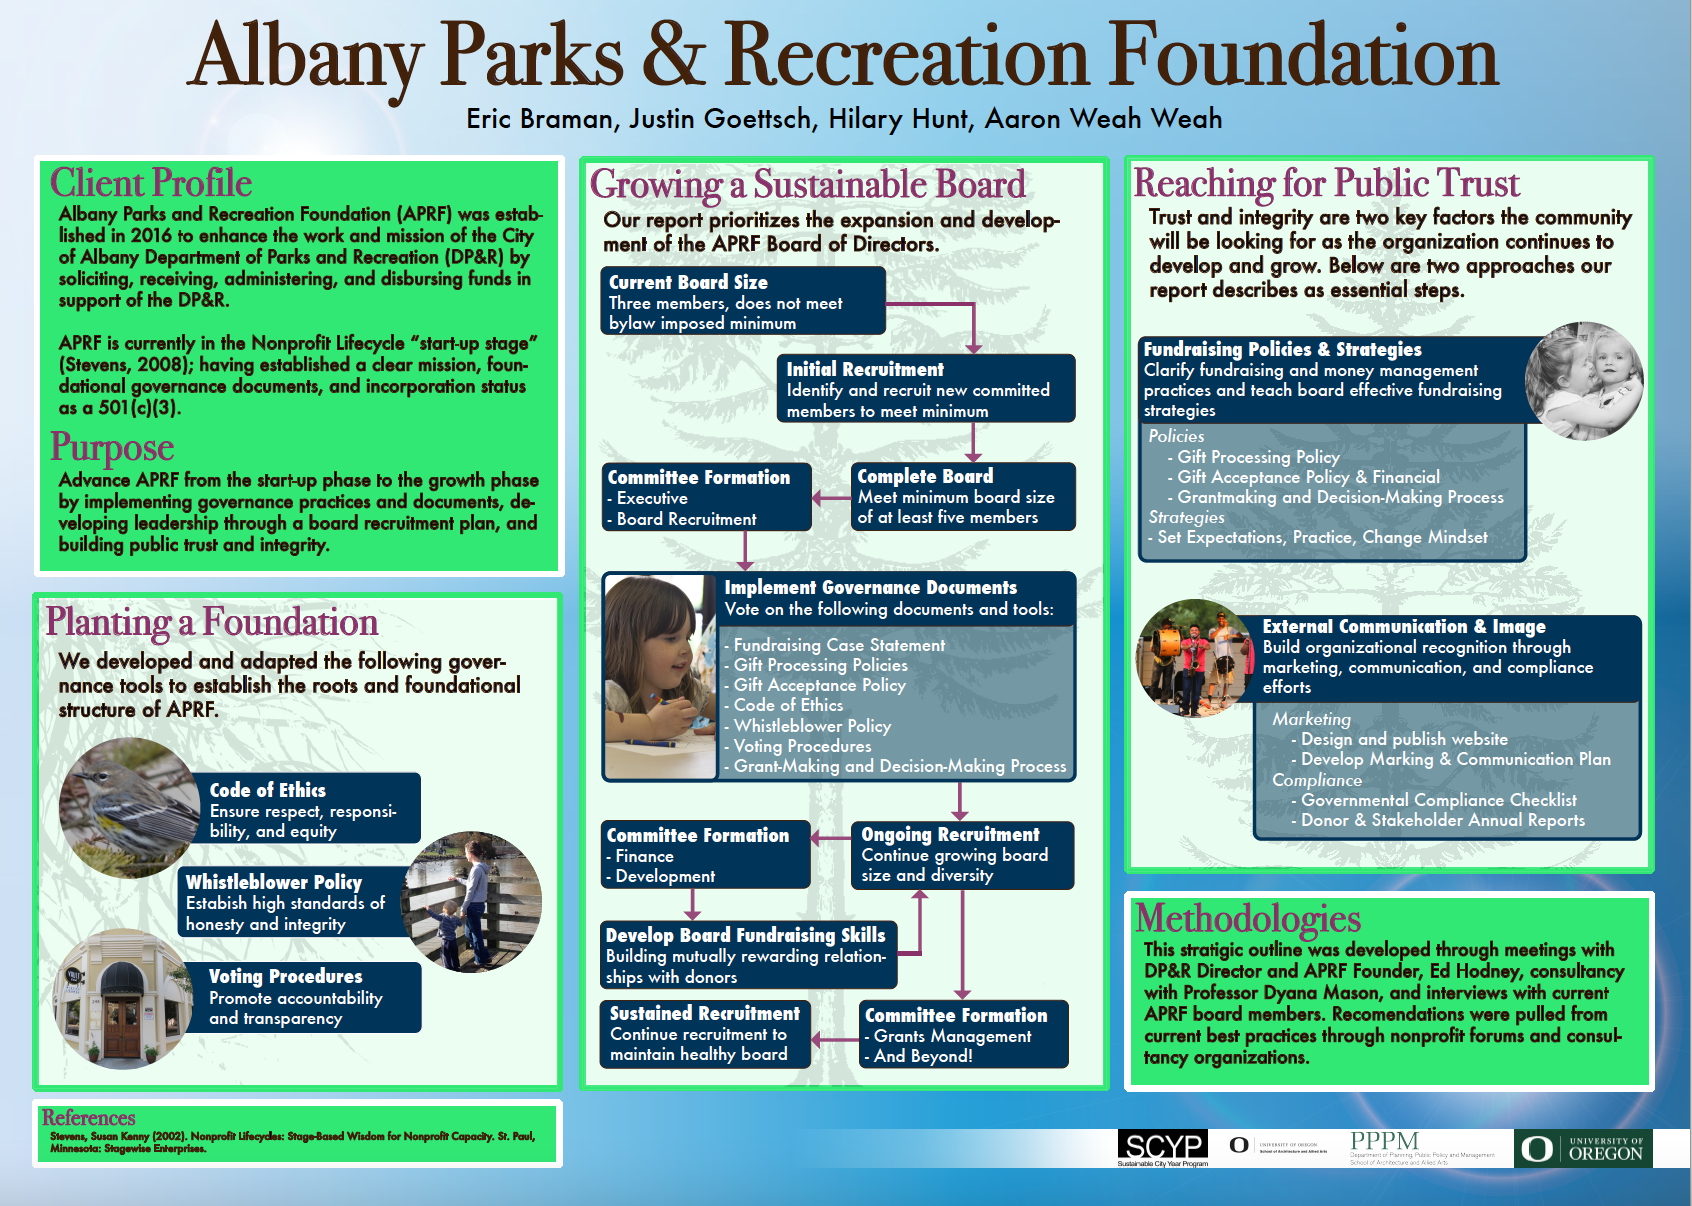 Albany Parks & Recreation Foundation
Eric Braman, Justin Goettsch, Hilary Hunt, Aaron Weah Weah
Client Profile
Albany Parks and Recreation Foundation (APRF) was estab-
lished in 2016 to enhance the work and mission of the City
of Albany Department of Parks and Recreation (DP&R) by
soliciting, receiving, administering, and disbursing funds in
support of the DP&R.
APRF is currently in the Nonprofit Lifecycle “start-up stage”
(Stevens, 2008); having established a clear mission, foun-
dational governance documents, and incorporation status
as a 501(c)(3).
Purpose
Advance APRF from the start-up phase to the growth phase
by implementing governance practices and documents, de-
veloping leadership through a board recruitment plan, and
building public trust and integrity.
Planting a Foundation
We developed and adapted the following gover-
nance tools to establish the roots and foundational
structure of APRF.
Code of Ethics
Ensure respect, responsi-
bility, and equity
Whistleblower Policy
Estabish high standards of
honesty and integrity
Voting Procedures
Promote accountability
and transparency
References
Stevens, Susan Kenny (2002). Nonprofit Lifecycles: Stage-Based Wisdom for Nonprofit Capacity. St. Paul,
Minnesota: Stagewise Enterprises.
Growing a Sustainable Board
Our report prioritizes the expansion and develop-
ment of the APRF Board of Directors.
Current Board Size
Three members, does not meet
bylaw imposed minimum
Initial Recruitment
Identify and recruit new committed
members to meet minimum
Complete Board
Meet minimum board size
of at least five members
Committee Formation
- Executive
- Board Recruitment
Implement Governance Documents
Vote on the following documents and tools:
- Fundraising Case Statement
- Gift Processing Policies
- Gift Acceptance Policy
- Code of Ethics
- Whistleblower Policy
- Voting Procedures
- Grant-Making and Decision-Making Process
Ongoing Recruitment
Continue growing board
size and diversity
Committee Formation
- Finance
- Development
Develop Board Fundraising Skills
Building mutually rewarding relation-
ships with donors
Committee Formation
- Grants Management
- And Beyond!
Sustained Recruitment
Continue recruitment to
maintain healthy board
Reaching for Public Trust
Trust and integrity are two key factors the community
will be looking for as the organization continues to
develop and grow. Below are two approaches our
report describes as essential steps.
Fundraising Policies & Strategies
Clarify fundraising and money management
practices and teach board effective fundraising
strategies
Policies
- Gift Processing Policy
- Gift Acceptance Policy & Financial
- Grantmaking and Decision-Making Process
Strategies
- Set Expectations, Practice, Change Mindset
External Communication & Image
Build organizational recognition through
marketing, communication, and compliance
efforts
Marketing
- Design and publish website
- Develop Marking & Communication Plan
Compliance
- Governmental Compliance Checklist
- Donor & Stakeholder Annual Reports
Methodologies
This stratigic outline was developed through meetings with
DP&R Director and APRF Founder, Ed Hodney, consultancy
with Professor Dyana Mason, and interviews with current
APRF board members. Recomendations were pulled from
current best practices through nonprofit forums and consul-
tancy organizations.
SCYP
Sustainable City Year Program
O
UNIVERSITY OF OREGON
School of Architecture and Allied Arts
PPPM
Department of Planning, Public Policy and Management
School of Architecture and Allied Arts
O
UNIVERSITY OF
OREGON